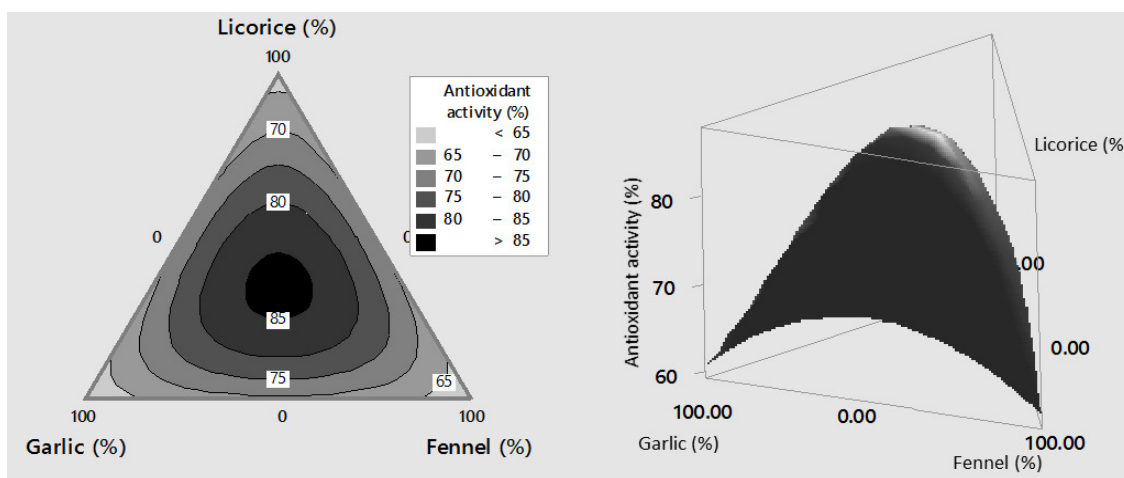 Licorice (%)
100
Antioxidant
activity (%)
< 65
65 – 70
70 – 75
75 – 80
80 – 85
> 85
70
80
0
0
85
75
65
100
0
100
Garlic (%)
Fennel (%)
Licorice (%
80
70
60
Antioxidant activity (%)
.00
0.00
100.00
0.00
100.00
Garlic (%)
Fennel (%)